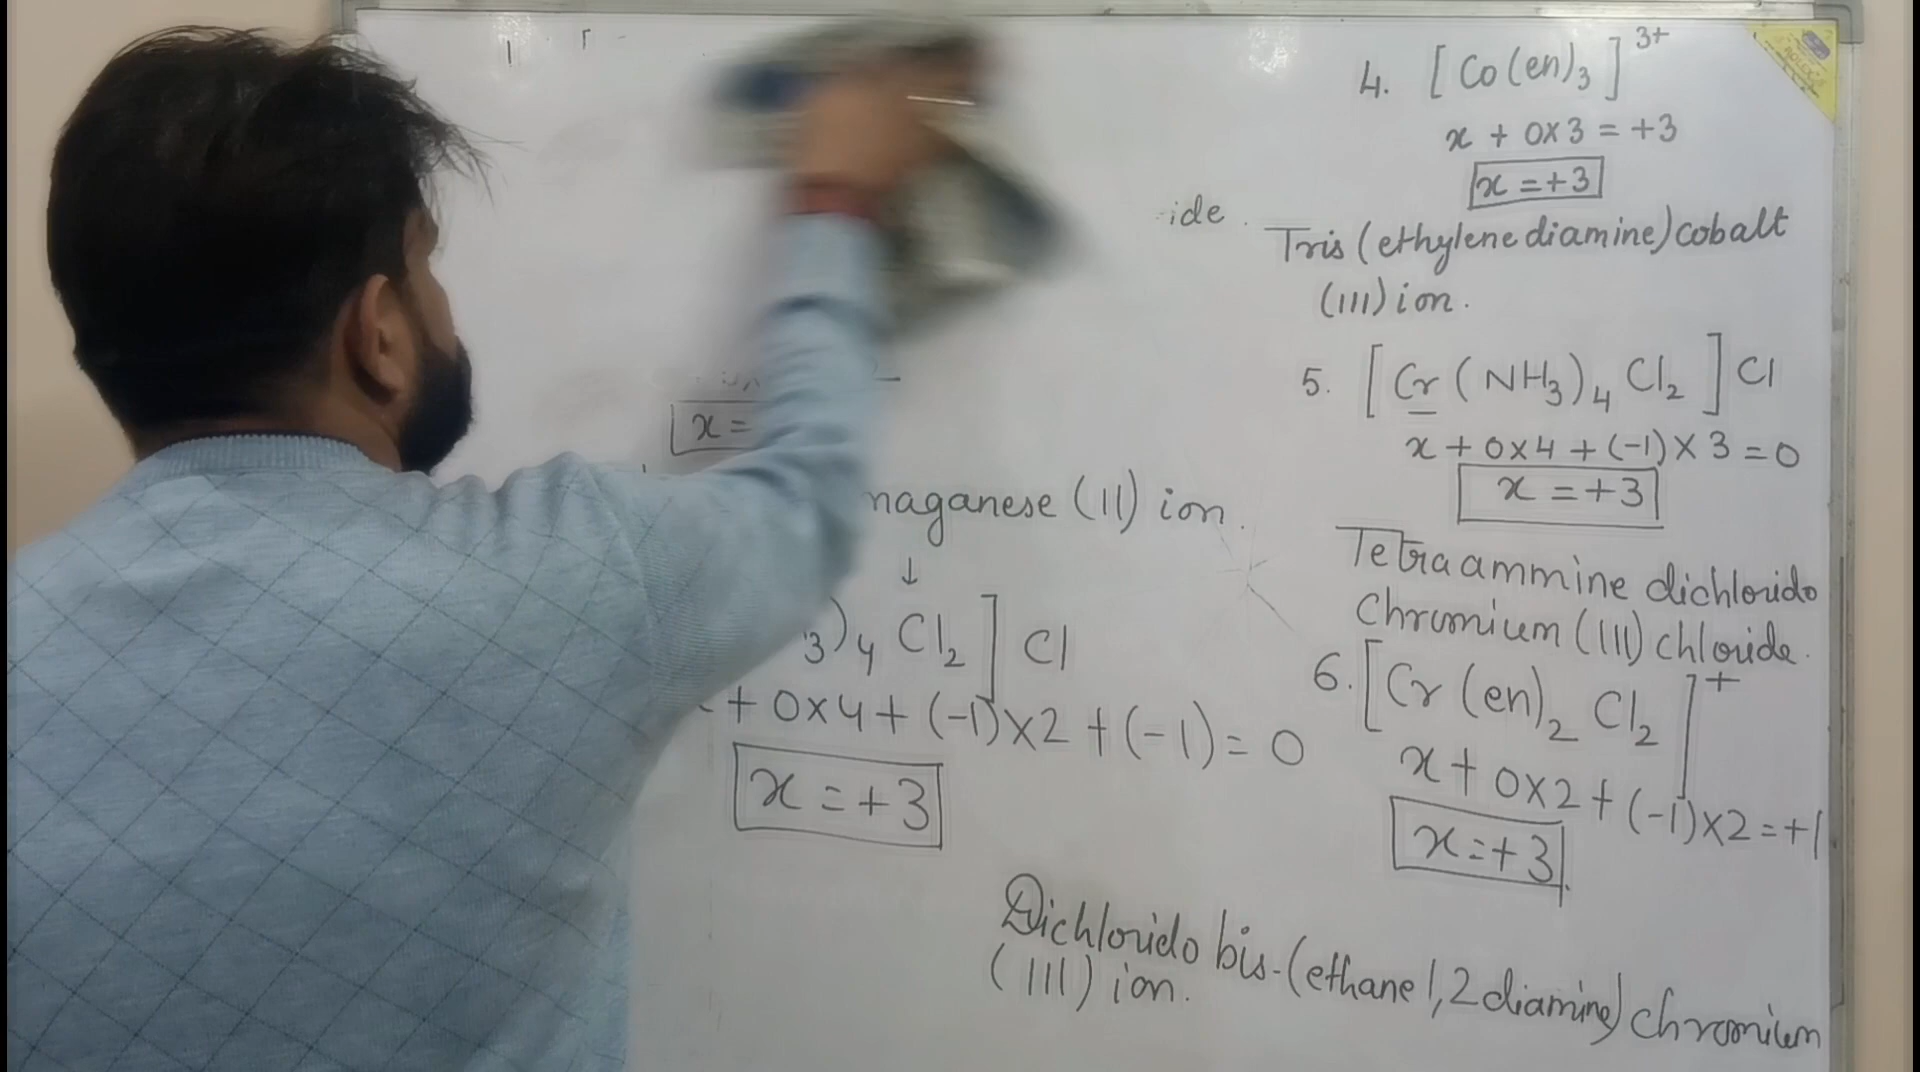 ide.
x =
naganese (II) ion.
↓
3)₄ Cl₂] Cl
+ 0x4 + (-1)x2 + (-1) = 0
x = +3
4. [Co(en)₃]³⁺
x + 0x3 = +3
x = +3
Tris (ethylenediamine) cobalt
(III) ion.
5. [Cr(NH₃)₄ Cl₂] Cl
x + 0x4 + (-1) x 3 = 0
x = +3
Tetraammine dichlorido
Chromium (III) chloride.
6. [Cr(en)₂ Cl₂]⁺
x + 0x2 + (-1)x2 = +1
x = +3
Dichlorido bis-(ethane 1,2 diamine) chromium
(III) ion.